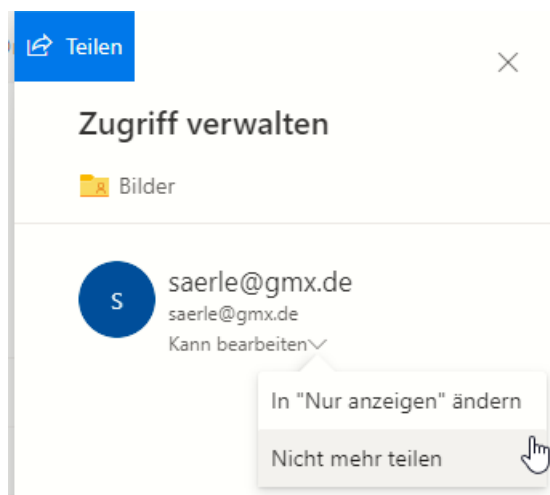 Teilen
Zugriff verwalten
Bilder
S
saerle@gmx.de
saerle@gmx.de
Kann bearbeiten
In "Nur anzeigen" ändern
Nicht mehr teilen